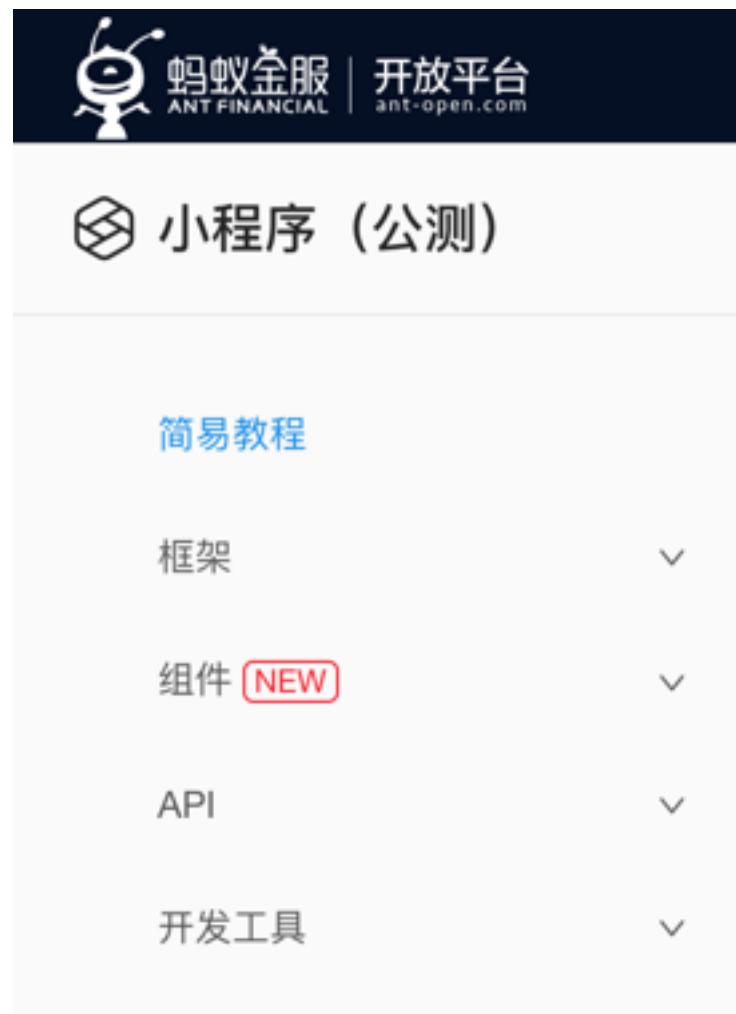 蚂蚁金服 开放平台
ANT FINANCIAL ant-open.com
小程序（公测）
简易教程
框架
组件 NEW
API
开发工具